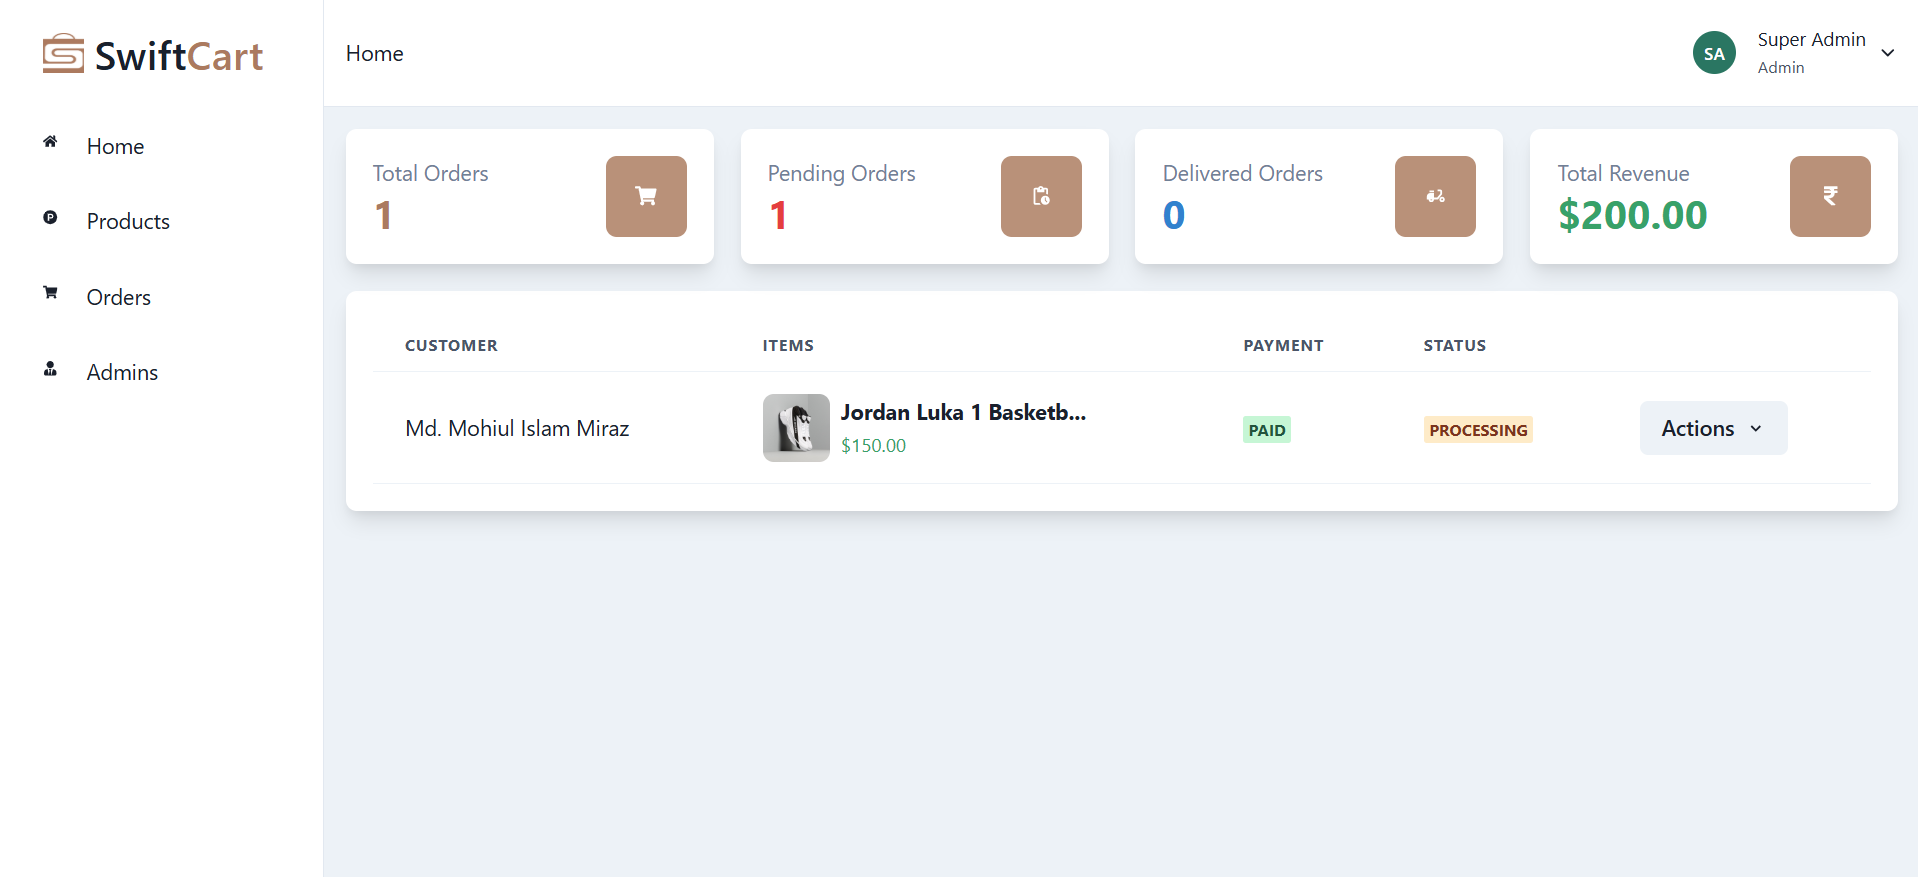 SwiftCart
Home
Products
Orders
Admins
Home
SA
Super Admin
Admin
Total Orders
1
Pending Orders
1
Delivered Orders
0
Total Revenue
$200.00
₹
CUSTOMER ITEMS PAYMENT STATUS
Md. Mohiul Islam Miraz
Jordan Luka 1 Basketb...
$150.00
PAID
PROCESSING
Actions